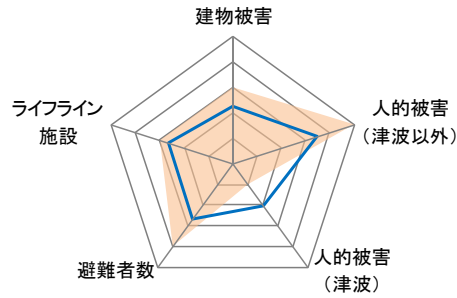 建物被害
ライフライン
施設
人的被害
（津波以外）
避難者数
人的被害
（津波）